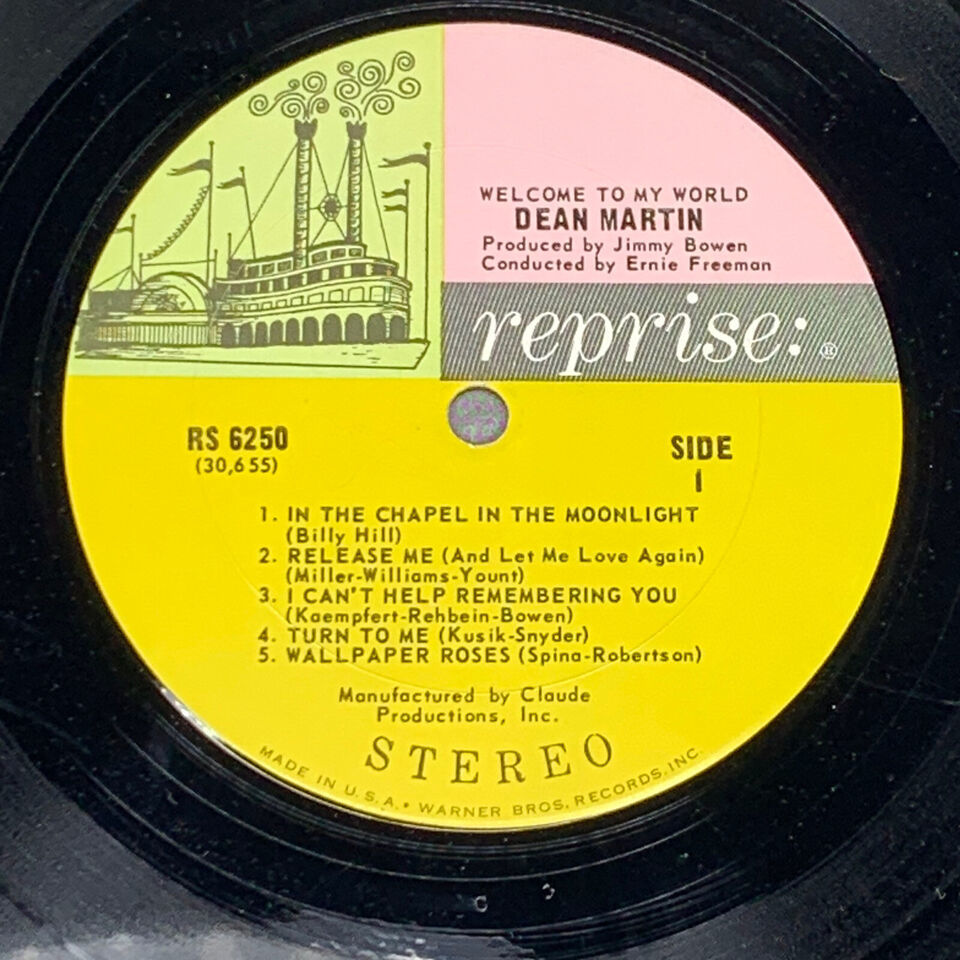 WELCOME TO MY WORLD
DEAN MARTIN
Produced by Jimmy Bowen
Conducted by Ernie Freeman
reprise: ®
RS 6250
(30,655)
SIDE
1
1. IN THE CHAPEL IN THE MOONLIGHT
(Billy Hill)
2. RELEASE ME (And Let Me Love Again)
(Miller-Williams-Yount)
3. I CAN'T HELP REMEMBERING YOU
(Kaempfert-Rehbein-Bowen)
4. TURN TO ME (Kusik-Snyder)
5. WALLPAPER ROSES (Spina-Robertson)
Manufactured by Claude
Productions, Inc.
STEREO
MADE IN U.S.A. • WARNER BROS. RECORDS, INC.